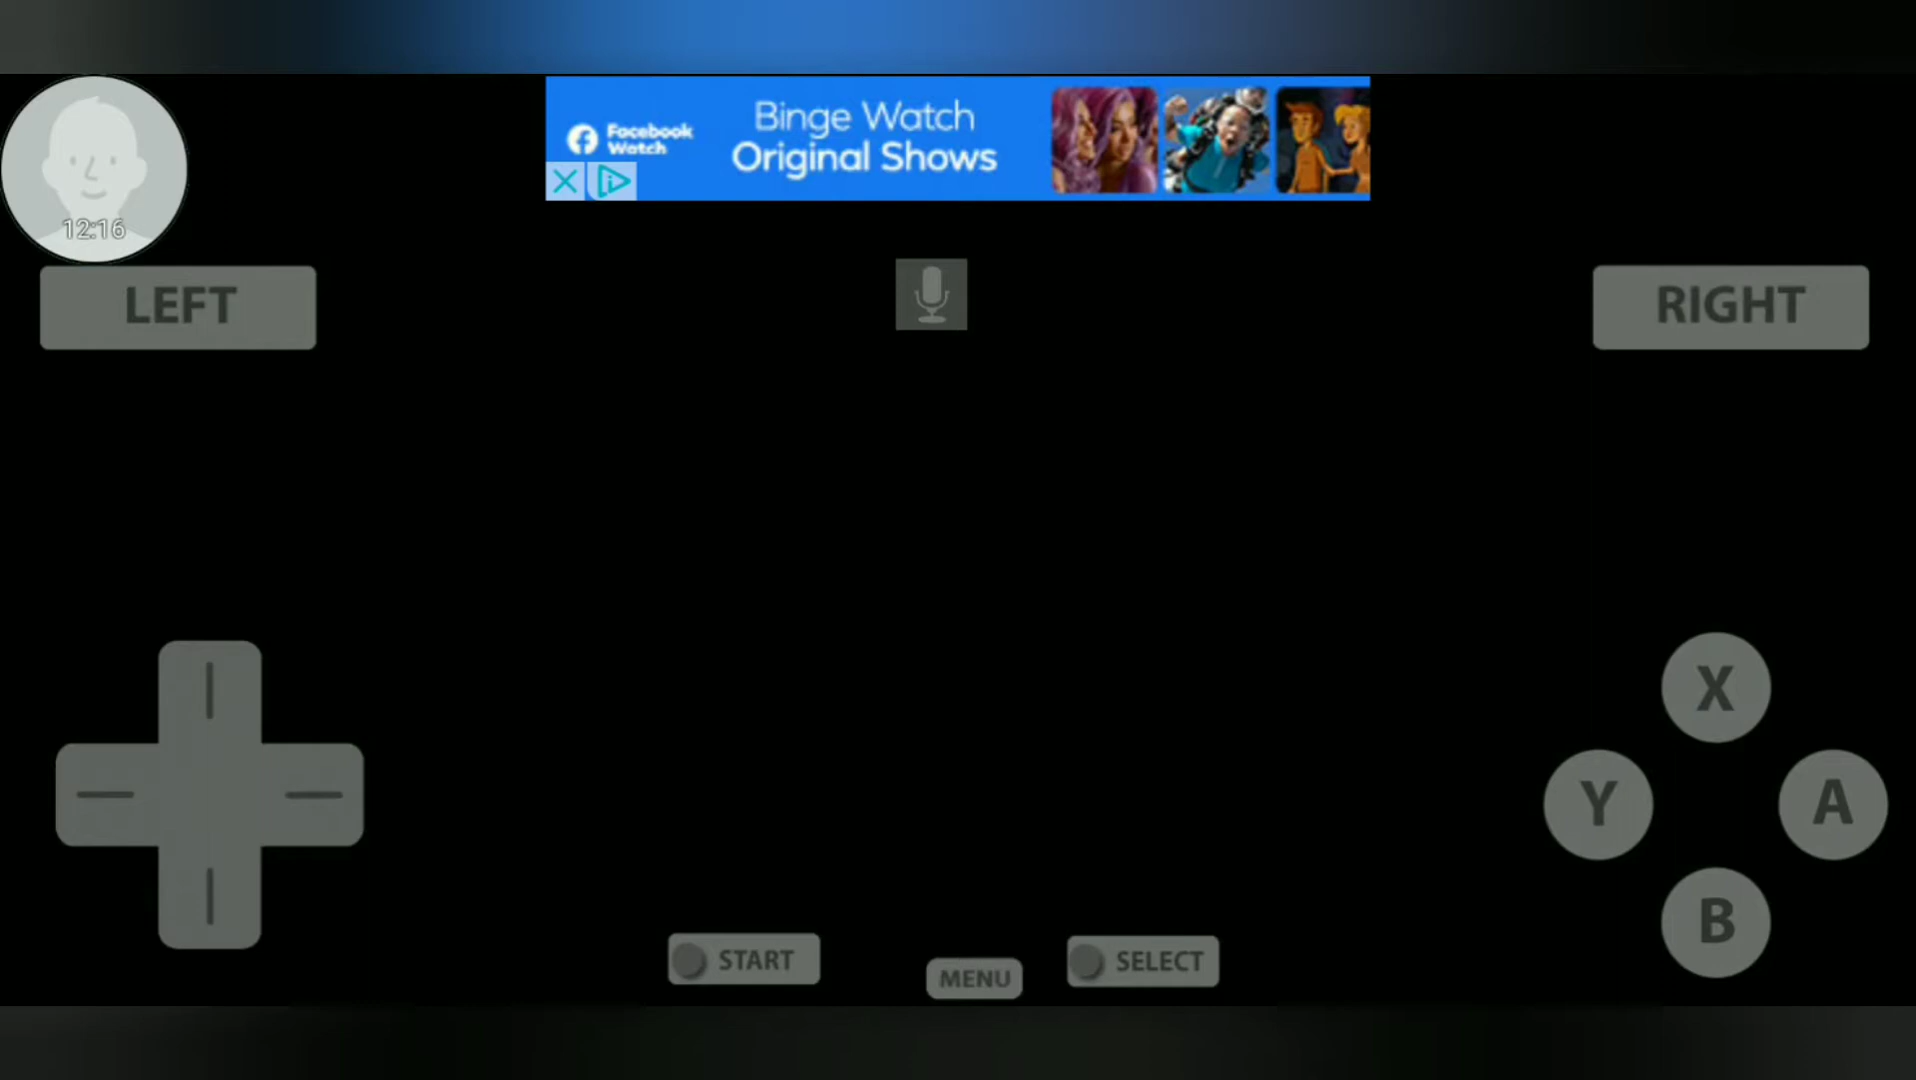 12:16
Facebook
Watch
Binge Watch
Original Shows
LEFT
RIGHT
X
Y
A
B
START
SELECT
MENU